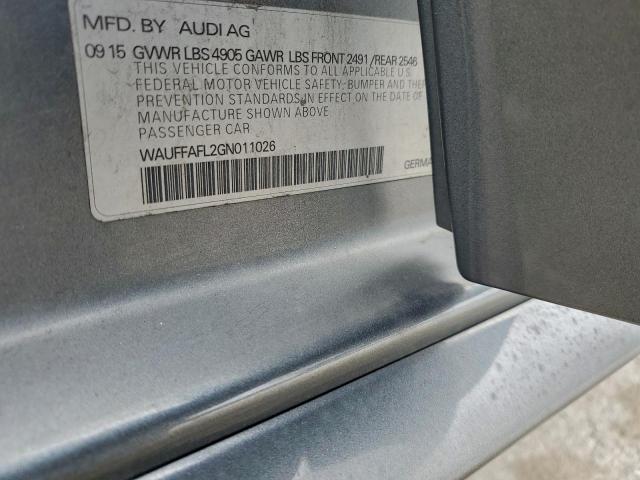 MFD. BY AUDI AG
09 15 GVWR LBS 4905 GAWR LBS FRONT 2491 /REAR 2546
THIS VEHICLE CONFORMS TO ALL APPLICABLE U.S.
FEDERAL MOTOR VEHICLE SAFETY, BUMPER AND THEF
PREVENTION STANDARDS IN EFFECT ON THE DATE OF
MANUFACTURE SHOWN ABOVE
PASSENGER CAR
WAUFFAFL2GN011026
GERMA